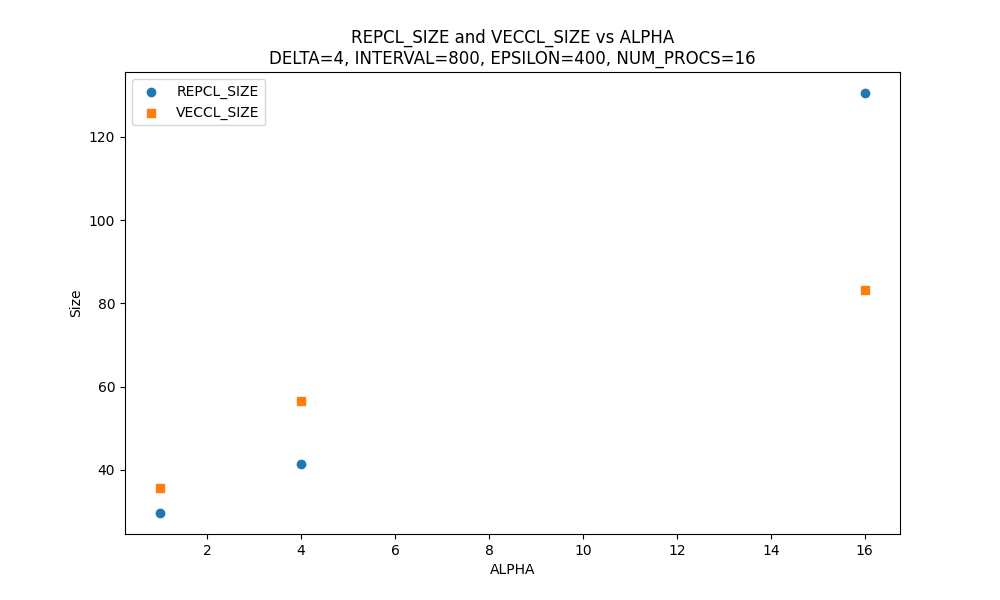 REPCL_SIZE and VECCL_SIZE vs ALPHA
DELTA=4, INTERVAL=800, EPSILON=400, NUM_PROCS=16
REPCL_SIZE
VECCL_SIZE
120
100
80
60
40
Size
2 4 6 8 10 12 14 16
ALPHA